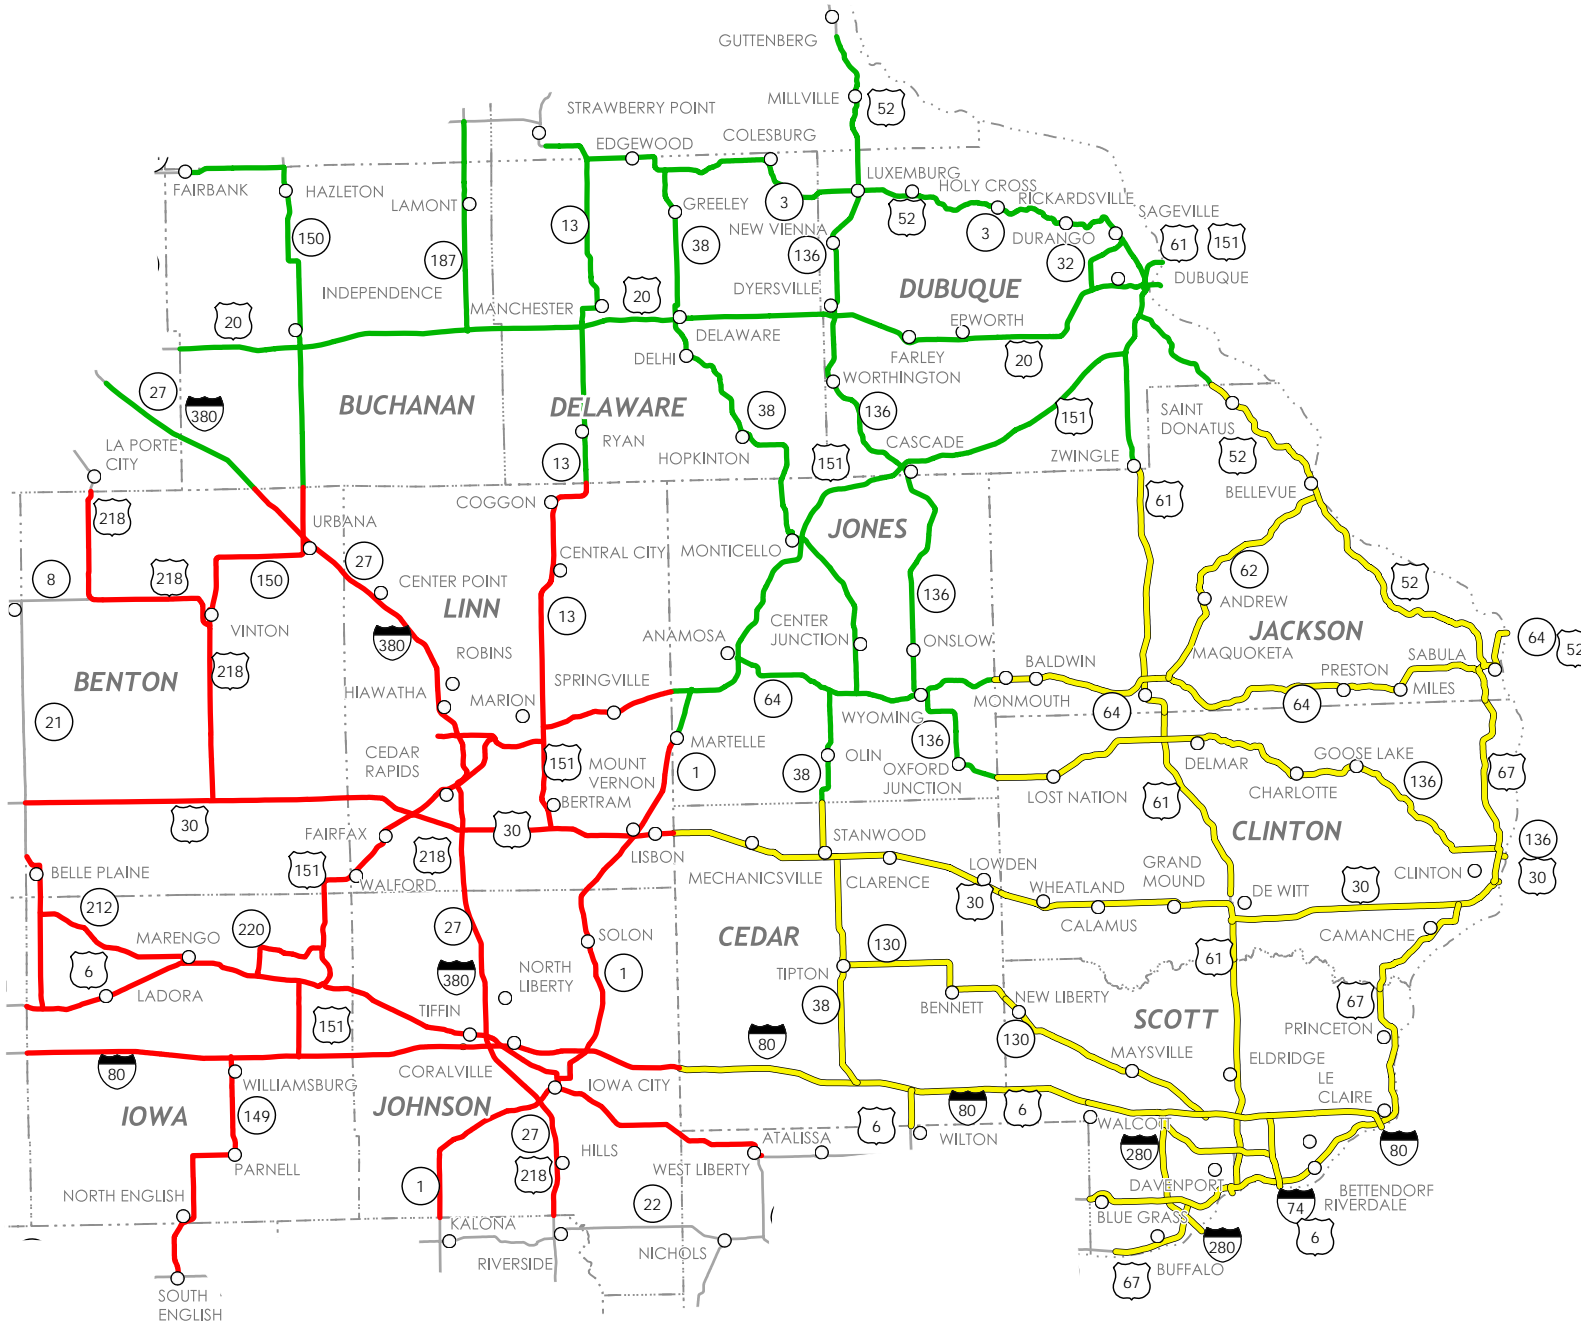 GUTTENBERG
MILLVILLE
52
STRAWBERRY POINT
EDGEWOOD
COLESBURG
FAIRBANK
HAZLETON
LAMONT
GREELEY
3
LUXEMBURG
HOLY CROSS
RICKARDSVILLE
SAGEVILLE
52
3
DURANGO
61
151
150
13
38
NEW VIENNA
136
32
187
DUBUQUE
INDEPENDENCE
MANCHESTER
20
DYERSVILLE
DUBUQUE
20
DELAWARE
EPWORTH
FARLEY
20
DELHI
WORTHINGTON
27
380
BUCHANAN
DELAWARE
38
136
151
SAINT
DONATUS
LA PORTE
CITY
RYAN
HOPKINTON
CASCADE
151
ZWINGLE
52
13
BELLEVUE
218
COGGON
61
URBANA
JONES
MONTICELLO
CENTRAL CITY
27
8
218
150
CENTER POINT
LINN
62
52
136
ANDREW
13
VINTON
380
ANAMOSA
CENTER
JUNCTION
ONSLOW
JACKSON
64
52
218
ROBINS
MAQUOKETA
SABULA
BENTON
HIAWATHA
SPRINGVILLE
BALDWIN
PRESTON
MILES
MARION
64
MONMOUTH
64
64
21
WYOMING
136
CEDAR
RAPIDS
MARTELLE
OLIN
151
MOUNT
VERNON
1
38
OXFORD
JUNCTION
DELMAR
GOOSE LAKE
136
67
LOST NATION
CHARLOTTE
BERTRAM
61
30
30
CLINTON
FAIRFAX
218
LISBON
STANWOOD
136
30
151
BELLE PLAINE
WALFORD
MECHANICSVILLE
CLARENCE
LOWDEN
GRAND
MOUND
CLINTON
30
212
30
WHEATLAND
DE WITT
CALAMUS
220
27
MARENGO
SOLON
CEDAR
130
CAMANCHE
61
6
380
NORTH
LIBERTY
1
TIPTON
LADORA
BENNETT
NEW LIBERTY
38
67
151
TIFFIN
SCOTT
PRINCETON
80
130
80
CORALVILLE
MAYSVILLE
ELDRIDGE
WILLIAMSBURG
IOWA CITY
LE
CLAIRE
IOWA
149
JOHNSON
80
6
27
6
WILTON
WALCOTT
ATALISSA
280
80
PARNELL
HILLS
WEST LIBERTY
218
1
DAVENPORT
BETTENDORF
NORTH ENGLISH
22
74
RIVERDALE
KALONA
BLUE GRASS
6
280
NICHOLS
RIVERSIDE
BUFFALO
67
SOUTH
ENGLISH